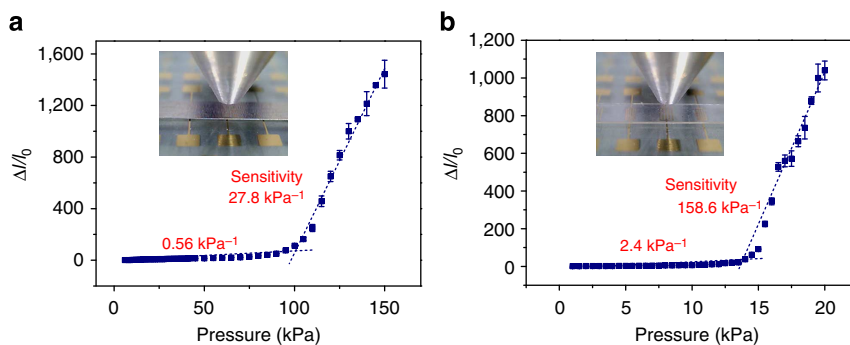 a
1,600
1,200
800
400
0
ΔI/I₀
Sensitivity
27.8 kPa⁻¹
0.56 kPa⁻¹
0
50
100
150
Pressure (kPa)
b
1,200
1,000
800
600
400
200
0
ΔI/I₀
Sensitivity
158.6 kPa⁻¹
2.4 kPa⁻¹
0
5
10
15
20
Pressure (kPa)